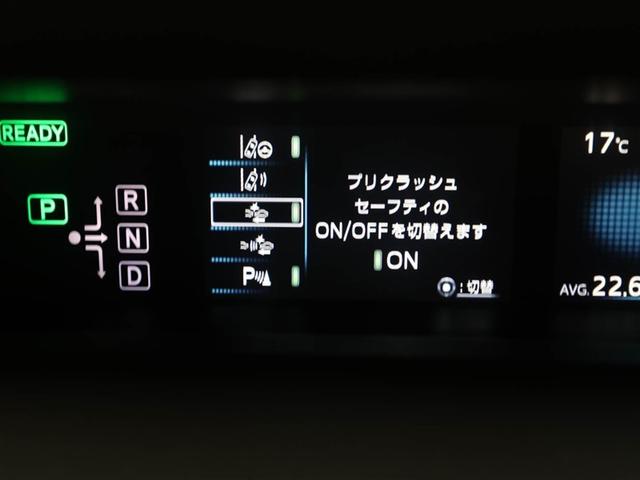 READY
P
R
N
D
P
プリクラッシュ
セーフティの
ON/OFFを切替えます
ON
:切替
17℃
AVG. 22.6